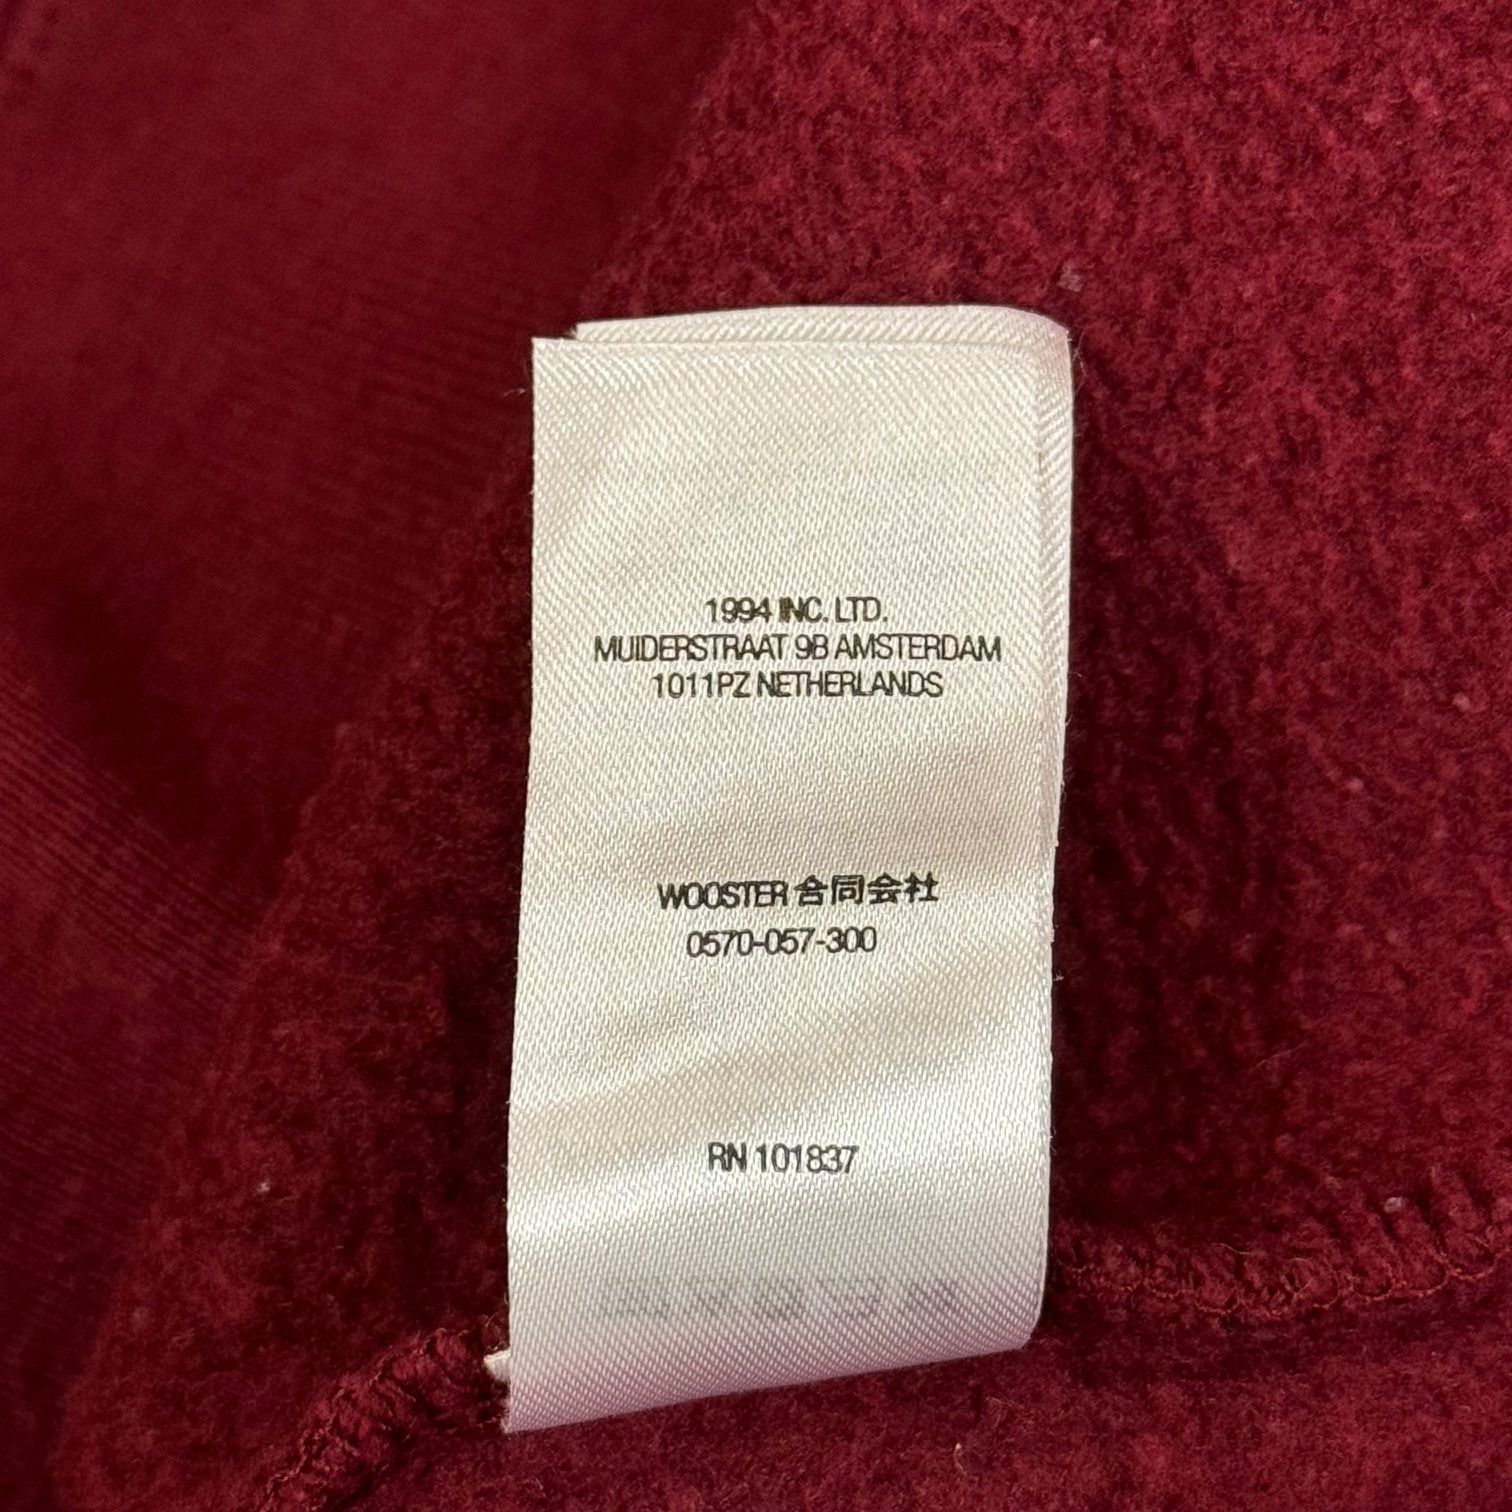 1994 INC. LTD.
MUIDERSTRAAT 9B AMSTERDAM
1011PZ NETHERLANDS
WOOSTER 合同会社
0570-057-300
RN 101837